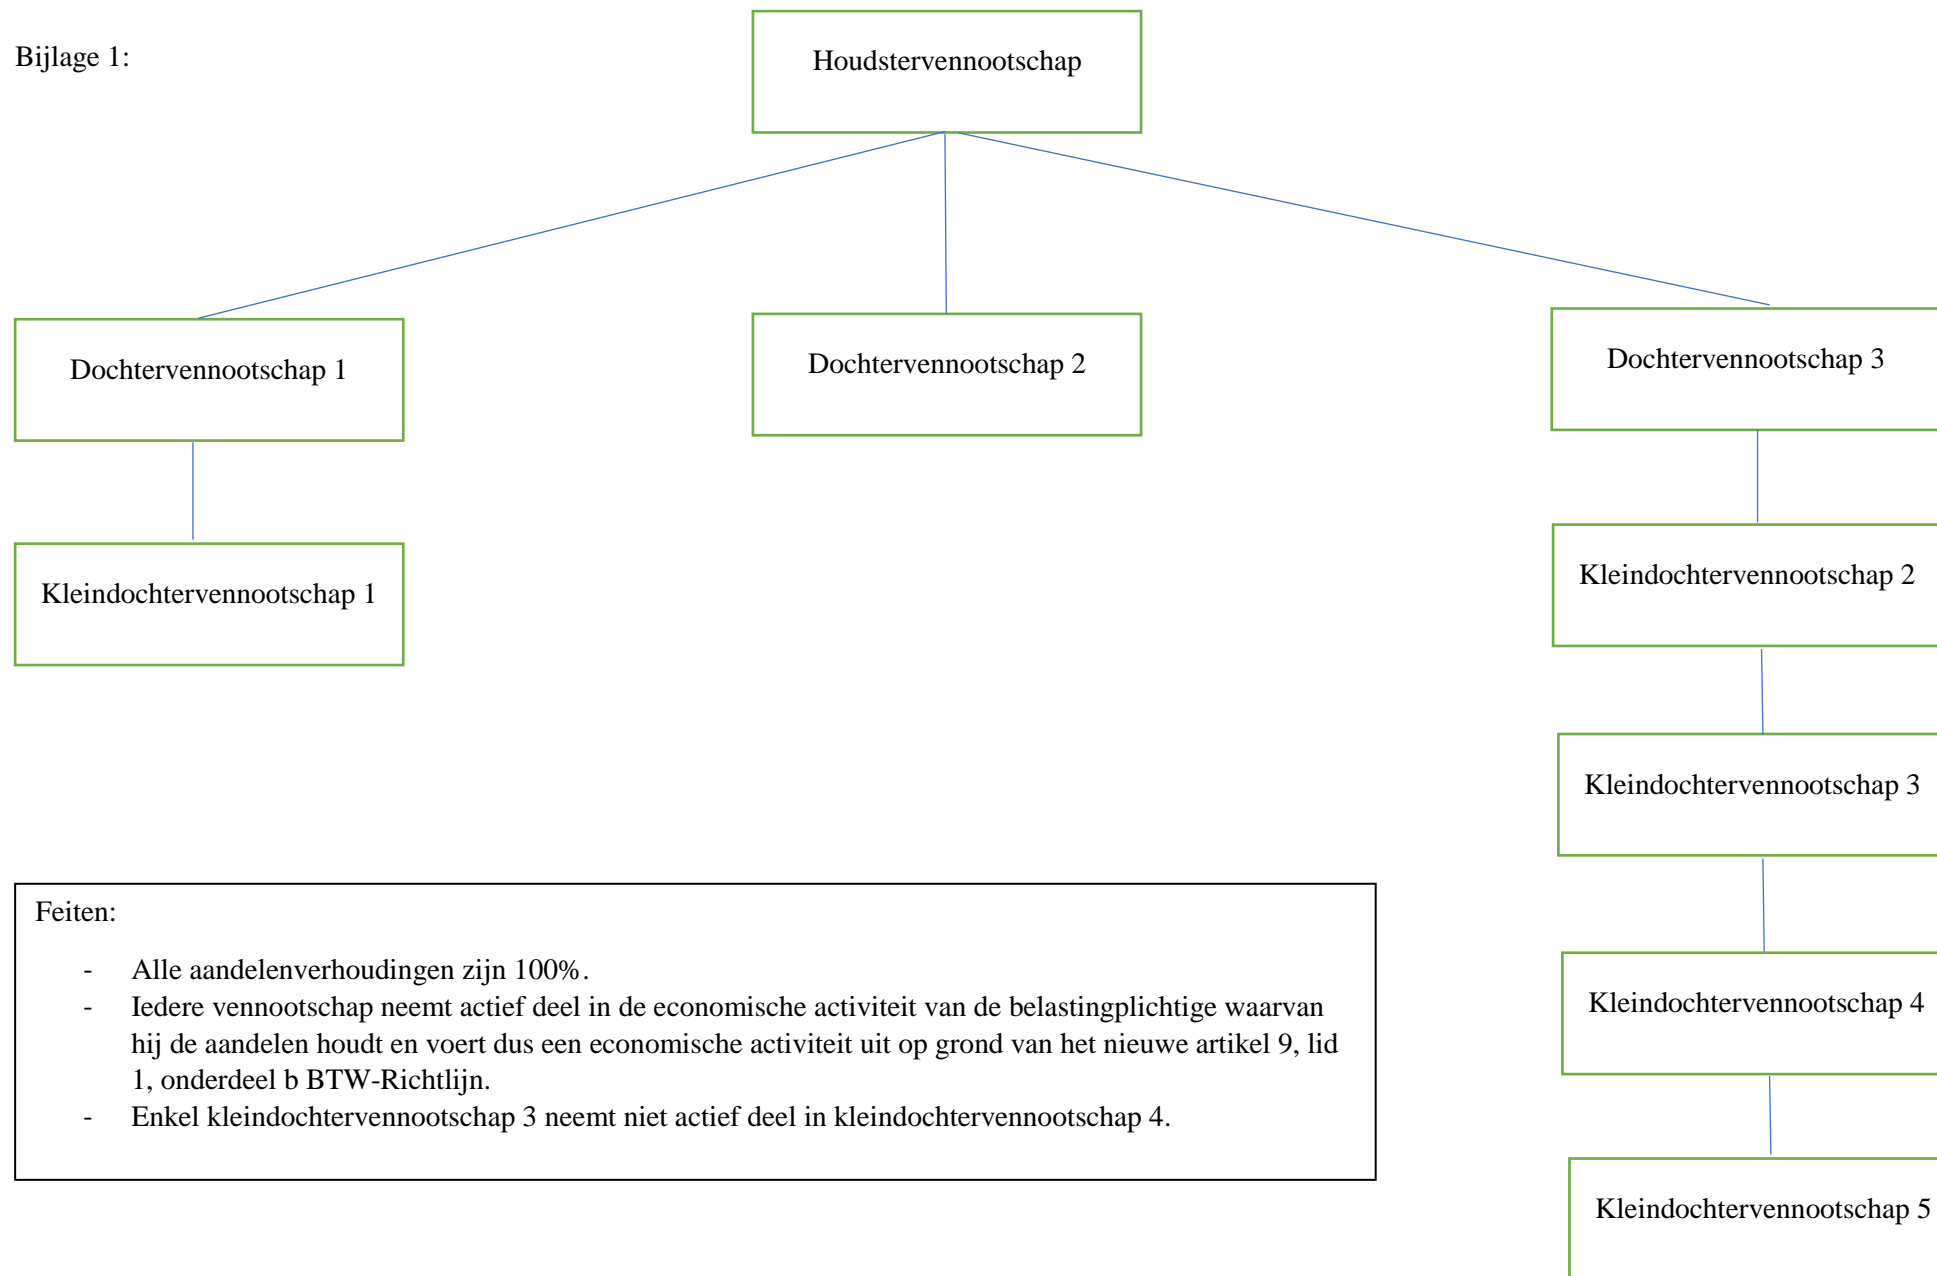 Bijlage 1:
Houdstervennootschap
Dochtervennootschap 1
Dochtervennootschap 2
Dochtervennootschap 3
Kleindochtervennootschap 1
Kleindochtervennootschap 2
Kleindochtervennootschap 3
Kleindochtervennootschap 4
Kleindochtervennootschap 5
Feiten:
- Alle aandelenverhoudingen zijn 100%.
- Iedere vennootschap neemt actief deel in de economische activiteit van de belastingplichtige waarvan
hij de aandelen houdt en voert dus een economische activiteit uit op grond van het nieuwe artikel 9, lid
1, onderdeel b BTW-Richtlijn.
- Enkel kleindochtervennootschap 3 neemt niet actief deel in kleindochtervennootschap 4.